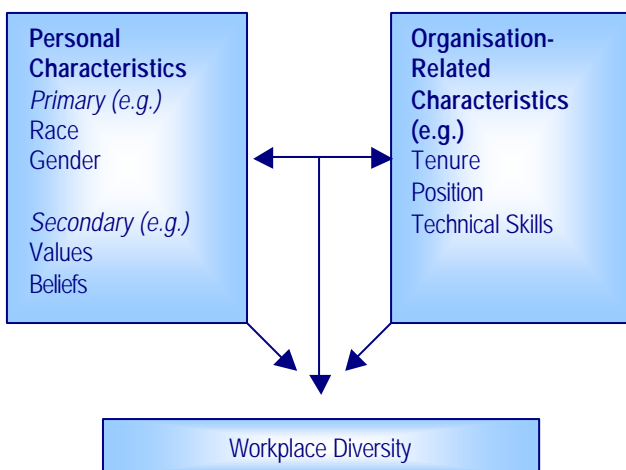 Personal
Characteristics
Primary (e.g.)
Race
Gender
Secondary (e.g.)
Values
Beliefs
Organisation-
Related
Characteristics
(e.g.)
Tenure
Position
Technical Skills
Workplace Diversity